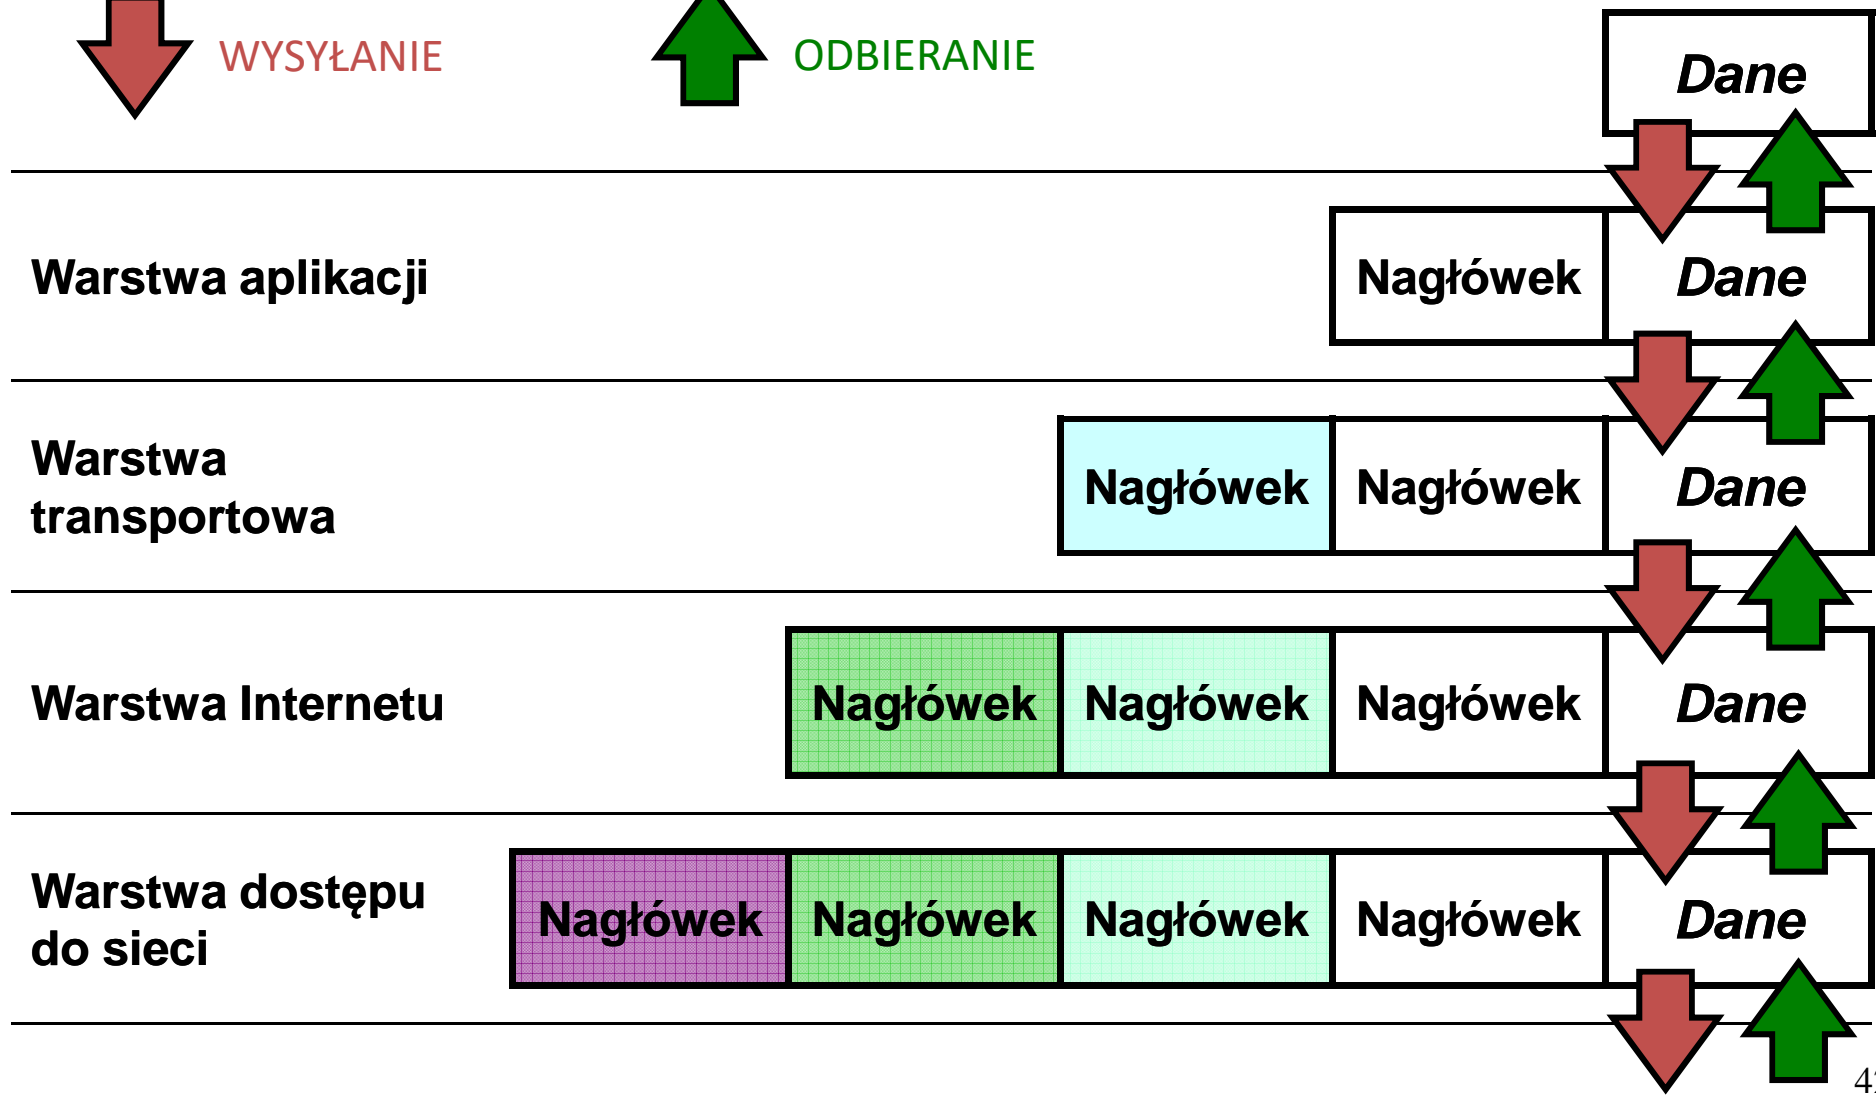 WYSYŁANIE ODBIERANIE Dane
Warstwa aplikacji Nagłówek Dane
Warstwa
transportowa
Nagłówek Nagłówek Dane
Warstwa Internetu Nagłówek Nagłówek Nagłówek Dane
Warstwa dostępu
do sieci
Nagłówek Nagłówek Nagłówek Nagłówek Dane